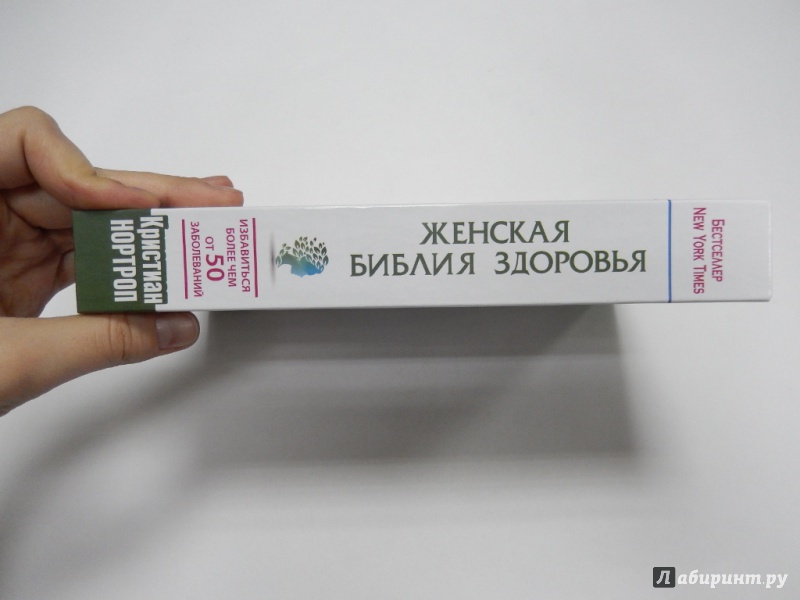 Кристиан
НОРТРОП
ИЗБАВИТЬСЯ
БОЛЕЕ ЧЕМ
ОТ 50
ЗАБОЛЕВАНИЙ
ЖЕНСКАЯ
БИБЛИЯ ЗДОРОВЬЯ
БЕСТСЕЛЛЕР
NEW YORK TIMES
Лабиринт.ру